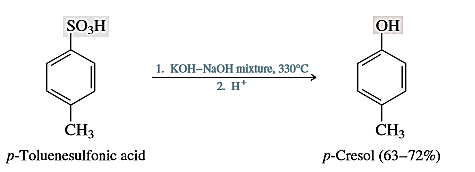 SO₃H
OH
1. KOH–NaOH mixture, 330°C
2. H⁺
CH₃
CH₃
p-Toluenesulfonic acid
p-Cresol (63–72%)